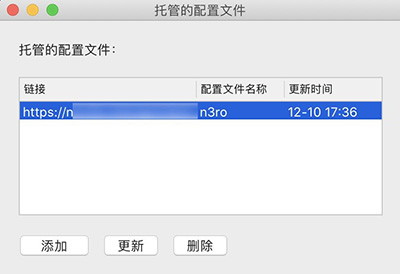 托管的配置文件
托管的配置文件：
链接 配置文件名称 更新时间
https://n n3ro 12-10 17:36
添加 更新 删除